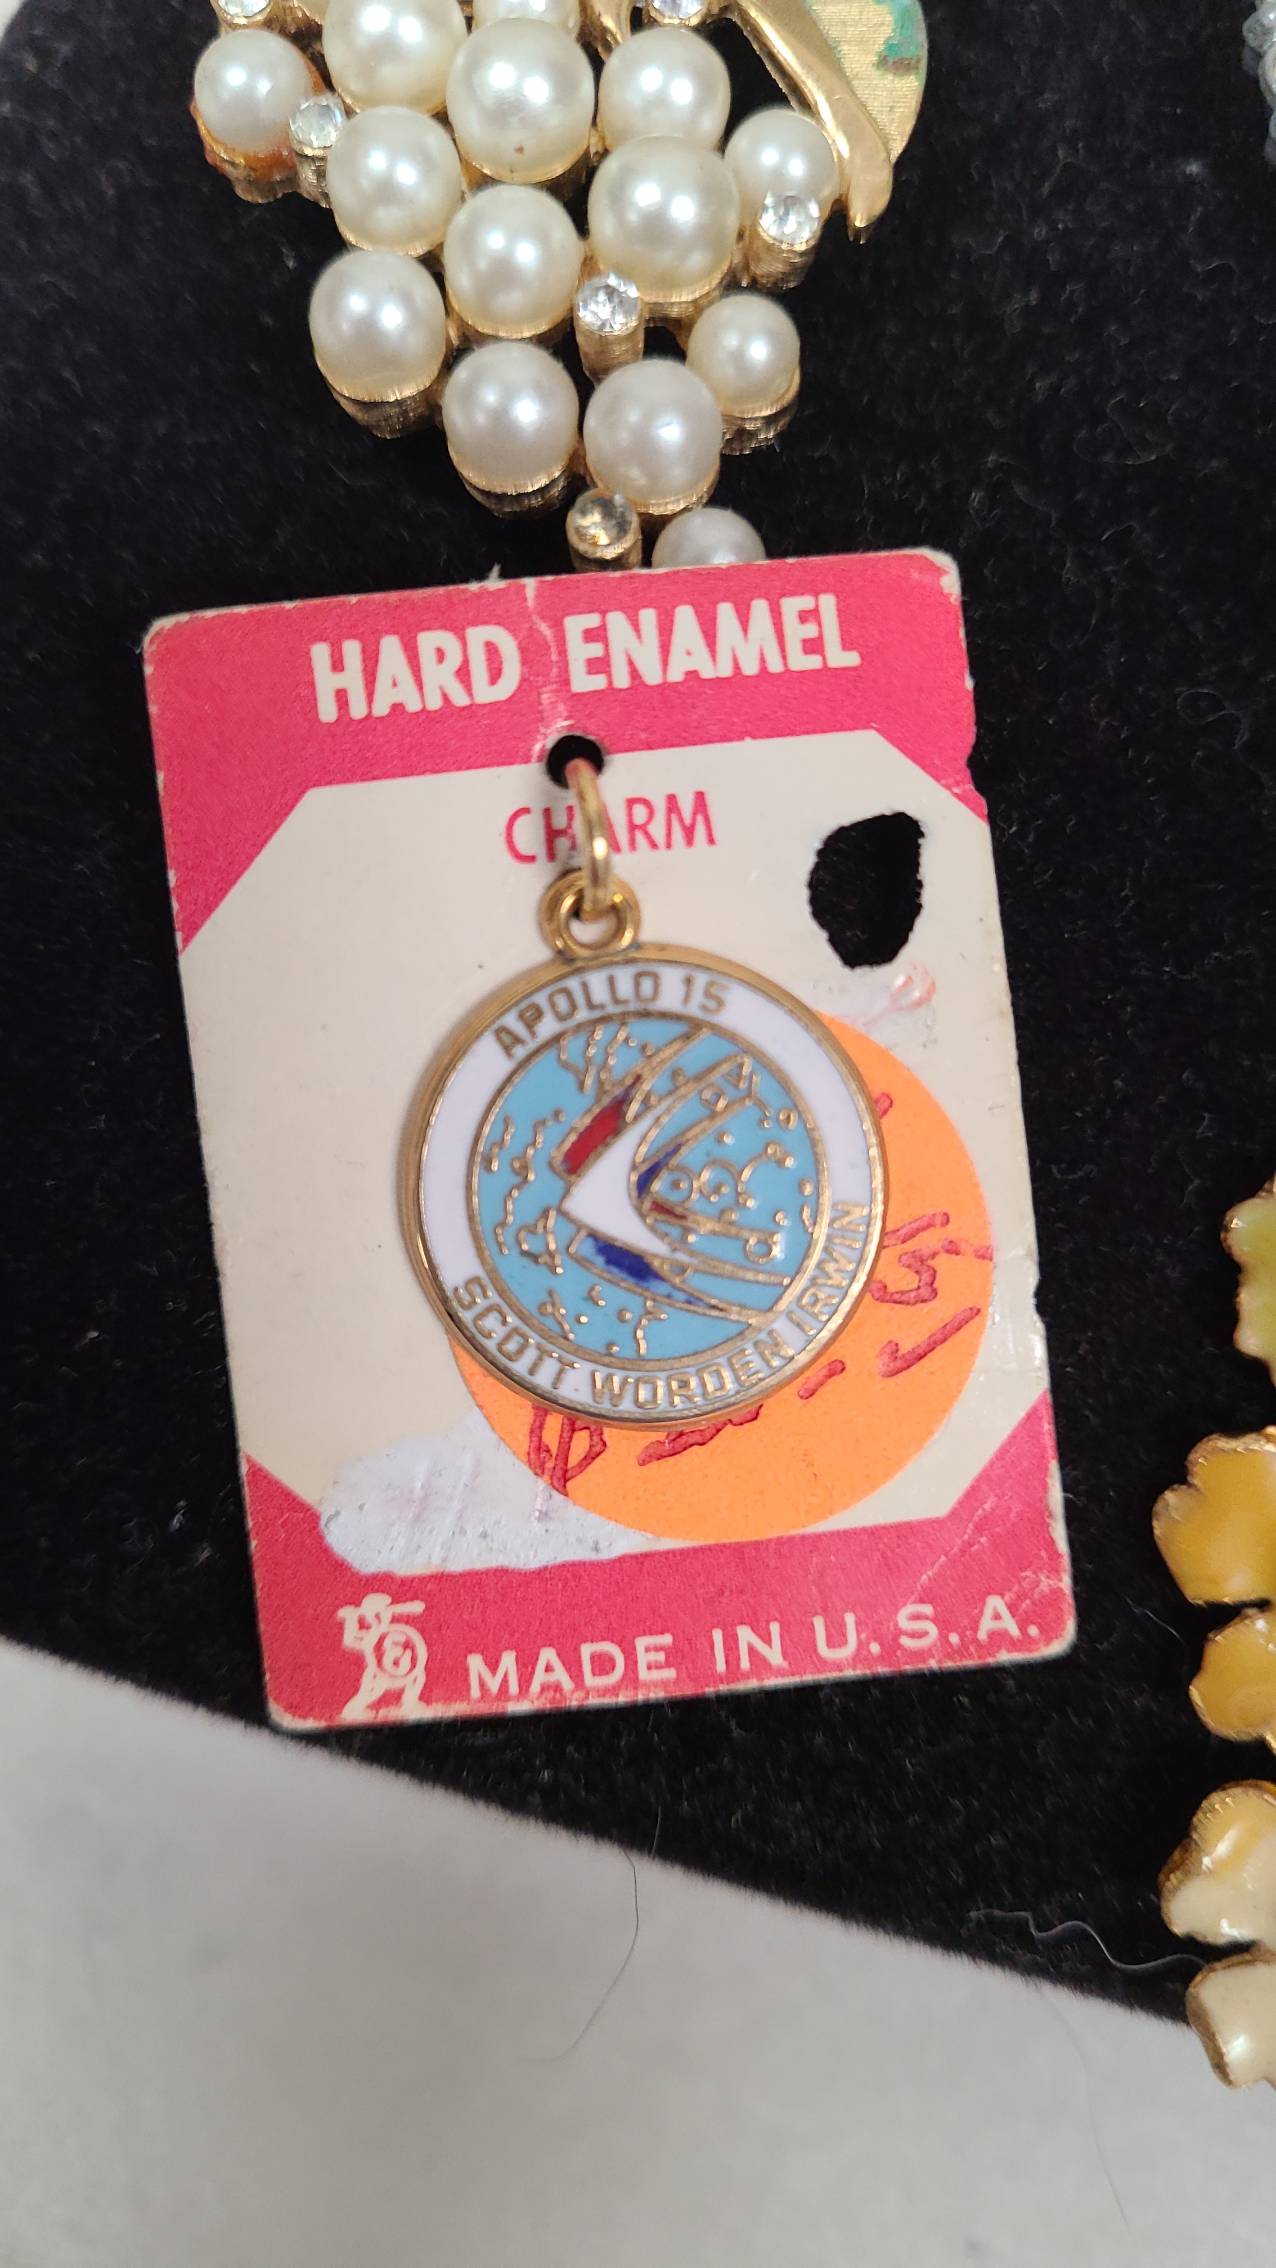 HARD ENAMEL
CHARM
APOLLO 15
SCOTT WORDEN IRWIN
&
MADE IN U.S.A.